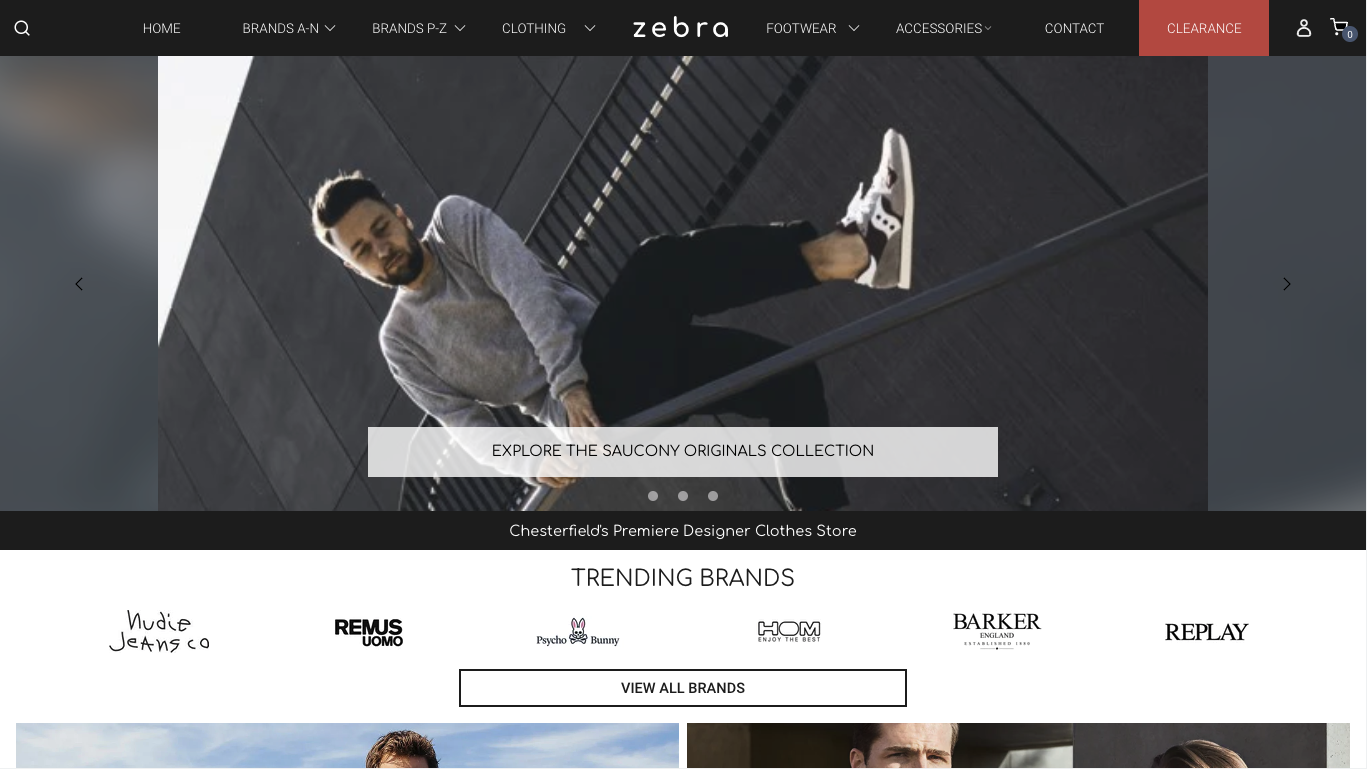 HOME
BRANDS A-N
BRANDS P-Z
CLOTHING
zebra
FOOTWEAR
ACCESSORIES
CONTACT
CLEARANCE
0
EXPLORE THE SAUCONY ORIGINALS COLLECTION
Chesterfield's Premiere Designer Clothes Store
TRENDING BRANDS
nudie
Jeans co
REMUS
UOMO
Psycho Bunny
HOM
ENJOY THE BEST
BARKER
ENGLAND
ESTABLISHED 1880
REPLAY
VIEW ALL BRANDS